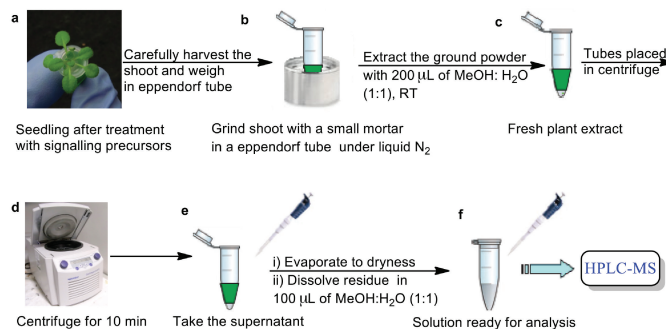 a
Carefully harvest the
shoot and weigh
in eppendorf tube
Seedling after treatment
with signalling precursors
b
Grind shoot with a small mortar
in a eppendorf tube under liquid N2
Extract the ground powder
with 200 µL of MeOH: H2O
(1:1), RT
c
Fresh plant extract
Tubes placed
in centrifuge
d
Centrifuge for 10 min
e
Take the supernatant
i) Evaporate to dryness
ii) Dissolve residue in
100 µL of MeOH:H2O (1:1)
f
Solution ready for analysis
HPLC-MS